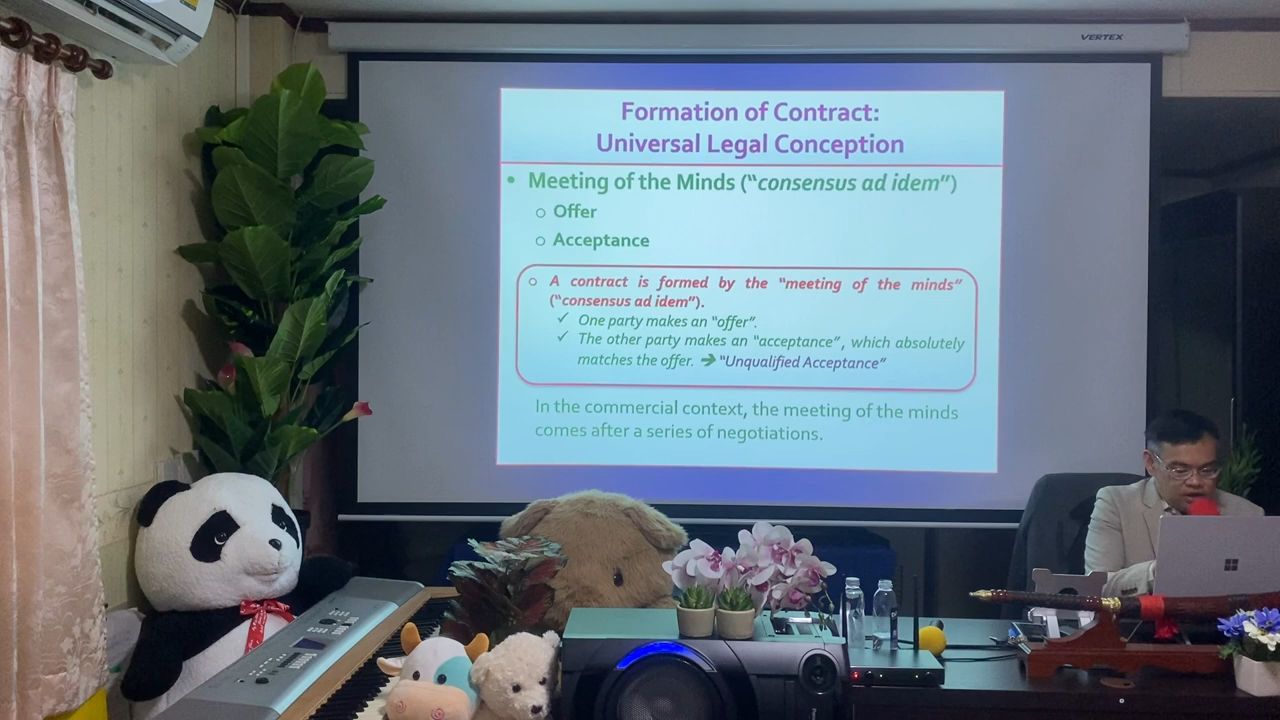 VERTEX
Formation of Contract:
Universal Legal Conception
• Meeting of the Minds (“consensus ad idem”)
o Offer
o Acceptance
o A contract is formed by the “meeting of the minds”
(“consensus ad idem”).
✓ One party makes an “offer”.
✓ The other party makes an “acceptance”, which absolutely
matches the offer. ➔ “Unqualified Acceptance”
In the commercial context, the meeting of the minds
comes after a series of negotiations.